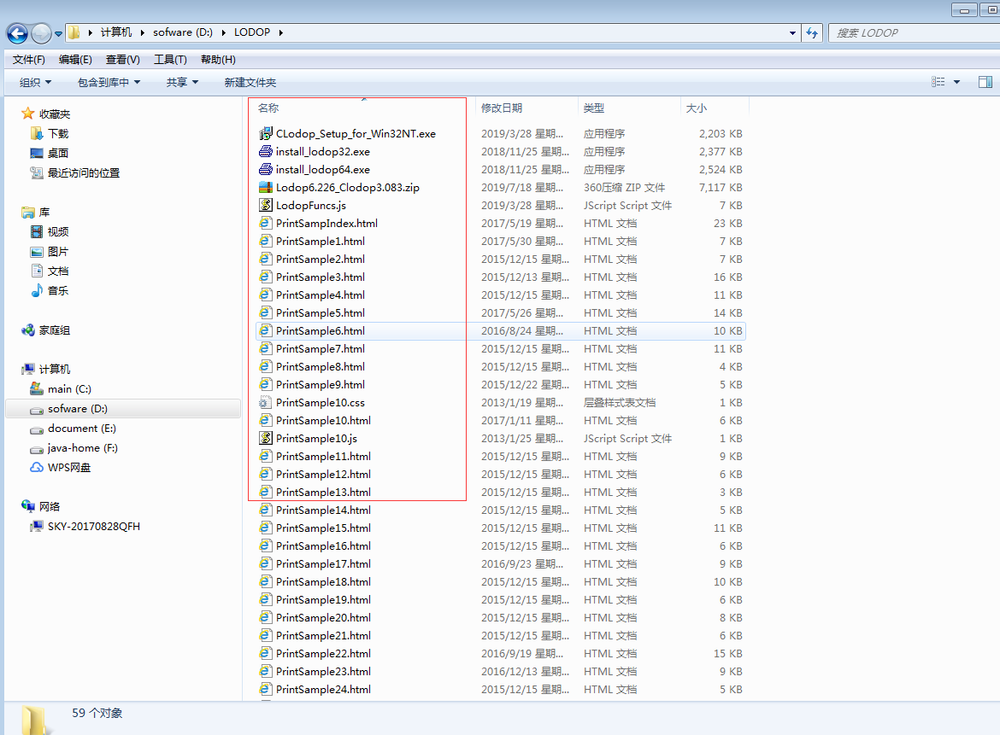 计算机 sofware (D:) LODOP 搜索 LODOP
文件(F) 编辑(E) 查看(V) 工具(T) 帮助(H)
组织 包含到库中 共享 新建文件夹
收藏夹
下载
桌面
最近访问的位置
库
视频
图片
文档
音乐
家庭组
计算机
main (C:)
sofware (D:)
document (E:)
java-home (F:)
WPS网盘
网络
SKY-20170828QFH
名称 修改日期 类型 大小
CLodop_Setup_for_Win32NT.exe 2019/3/28 星期... 应用程序 2,203 KB
install_lodop32.exe 2018/11/25 星期... 应用程序 2,377 KB
install_lodop64.exe 2018/11/25 星期... 应用程序 2,524 KB
Lodop6.226_Clodop3.083.zip 2019/7/18 星期... 360压缩 ZIP 文件 7,117 KB
LodopFuncs.js 2019/3/28 星期... JScript Script 文件 7 KB
PrintSampIndex.html 2017/5/19 星期... HTML 文档 23 KB
PrintSample1.html 2017/5/30 星期... HTML 文档 7 KB
PrintSample2.html 2015/12/15 星期... HTML 文档 7 KB
PrintSample3.html 2015/12/13 星期... HTML 文档 16 KB
PrintSample4.html 2015/12/15 星期... HTML 文档 11 KB
PrintSample5.html 2017/5/26 星期... HTML 文档 14 KB
PrintSample6.html 2016/8/24 星期... HTML 文档 10 KB
PrintSample7.html 2015/12/15 星期... HTML 文档 11 KB
PrintSample8.html 2015/12/15 星期... HTML 文档 4 KB
PrintSample9.html 2015/12/22 星期... HTML 文档 5 KB
PrintSample10.css 2013/1/19 星期... 层叠样式表文档 1 KB
PrintSample10.html 2017/1/11 星期... HTML 文档 6 KB
PrintSample10.js 2013/1/25 星期... JScript Script 文件 1 KB
PrintSample11.html 2015/12/15 星期... HTML 文档 9 KB
PrintSample12.html 2015/12/15 星期... HTML 文档 6 KB
PrintSample13.html 2015/12/15 星期... HTML 文档 3 KB
PrintSample14.html 2015/12/15 星期... HTML 文档 5 KB
PrintSample15.html 2015/12/15 星期... HTML 文档 11 KB
PrintSample16.html 2015/12/15 星期... HTML 文档 6 KB
PrintSample17.html 2016/9/23 星期... HTML 文档 9 KB
PrintSample18.html 2015/12/15 星期... HTML 文档 10 KB
PrintSample19.html 2015/12/15 星期... HTML 文档 6 KB
PrintSample20.html 2015/12/15 星期... HTML 文档 8 KB
PrintSample21.html 2015/12/15 星期... HTML 文档 6 KB
PrintSample22.html 2016/9/19 星期... HTML 文档 15 KB
PrintSample23.html 2016/12/13 星期... HTML 文档 9 KB
PrintSample24.html 2015/12/15 星期... HTML 文档 5 KB
59 个对象